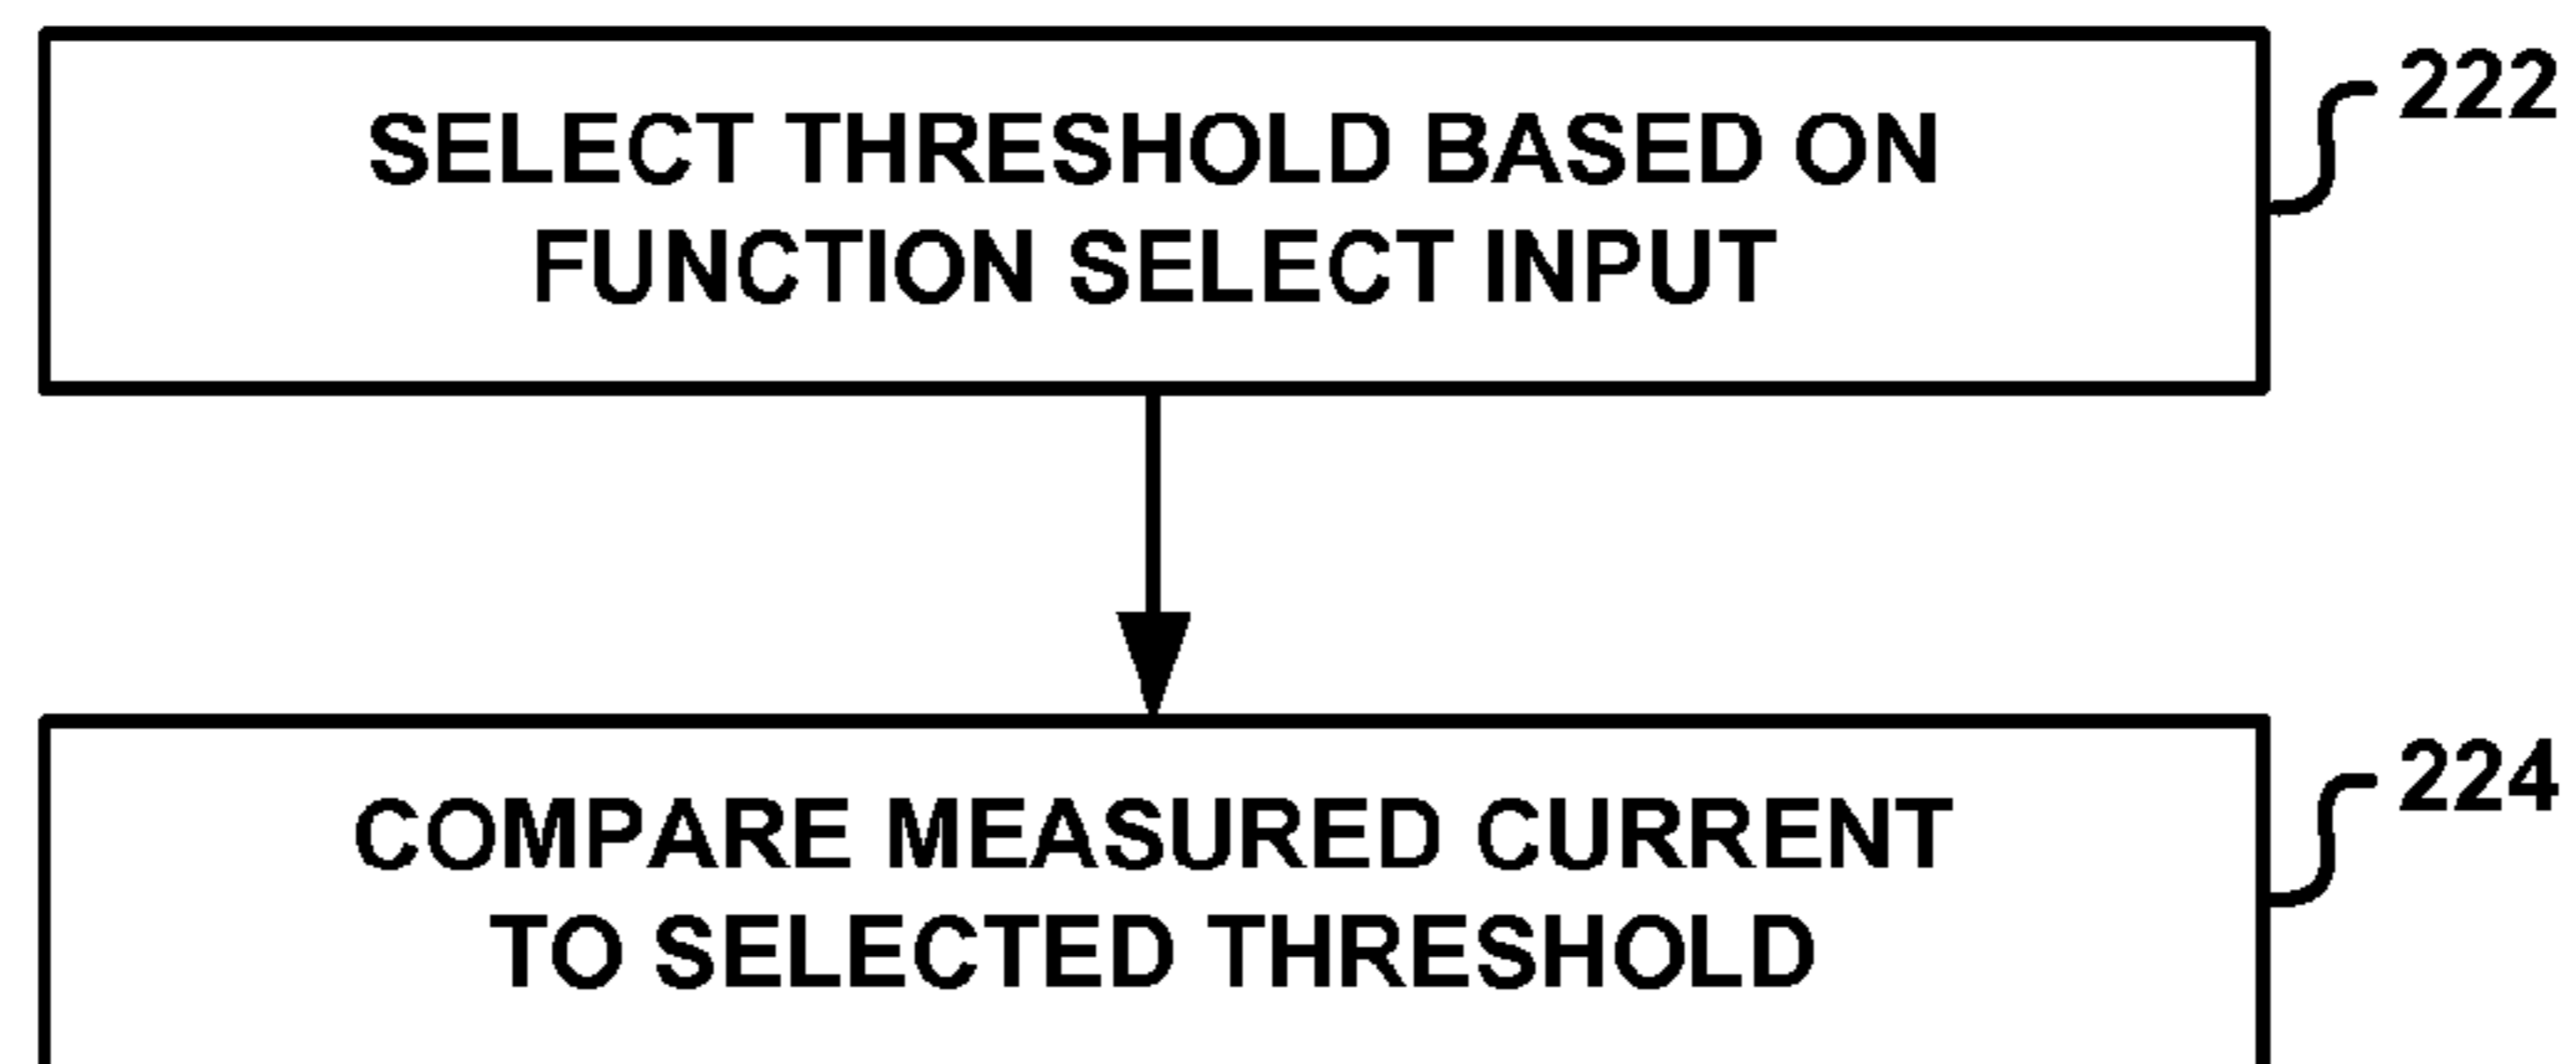 SELECT THRESHOLD BASED ON
FUNCTION SELECT INPUT
222
COMPARE MEASURED CURRENT
TO SELECTED THRESHOLD
224